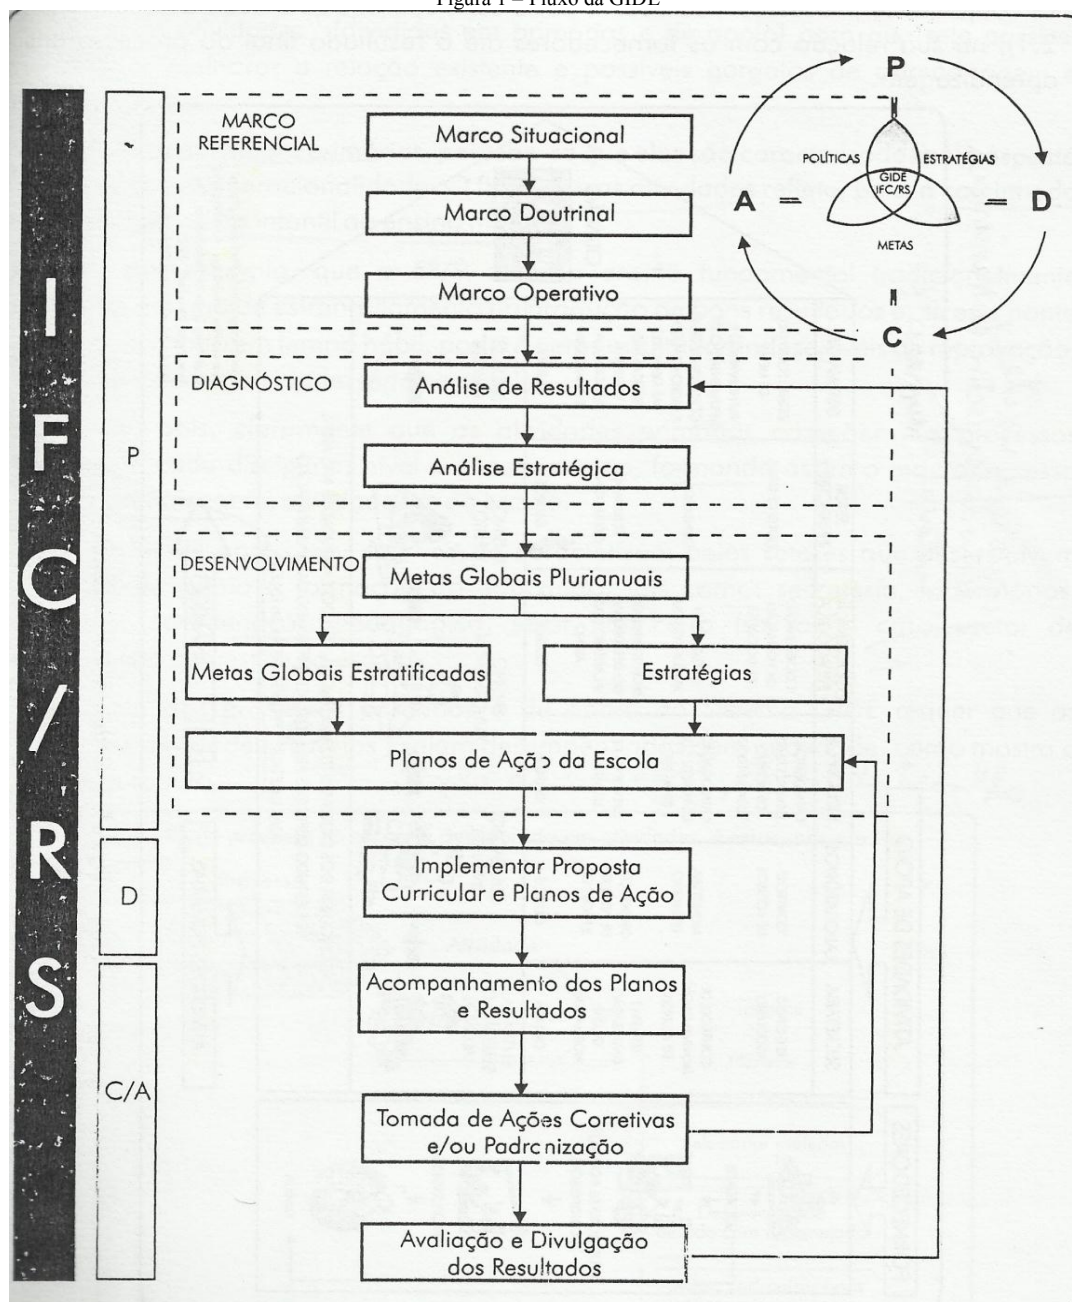 Figura 1 – Fluxo da GIDE
I F C / R S
P
D
C/A
MARCO
REFERENCIAL
Marco Situacional
Marco Doutrinal
Marco Operativo
P
D
C
A
POLÍTICAS
ESTRATÉGIAS
GIDE
IFC/RS
METAS
DIAGNÓSTICO
Análise de Resultados
Análise Estratégica
DESENVOLVIMENTO
Metas Globais Plurianuais
Metas Globais Estratificadas
Estratégias
Planos de Ação da Escola
Implementar Proposta
Curricular e Planos de Ação
Acompanhamento dos Planos
e Resultados
Tomada de Ações Corretivas
e/ou Padronização
Avaliação e Divulgação
dos Resultados